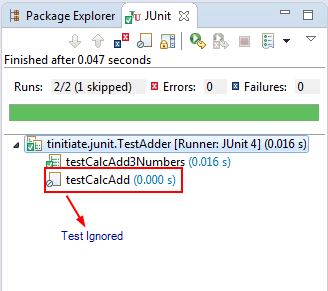 Package Explorer JUnit
Finished after 0.047 seconds
Runs: 2/2 (1 skipped) Errors: 0 Failures: 0
tinitiate.junit.TestAdder [Runner: JUnit 4] (0.016 s)
testCalcAdd3Numbers (0.016 s)
testCalcAdd (0.000 s)
Test Ignored